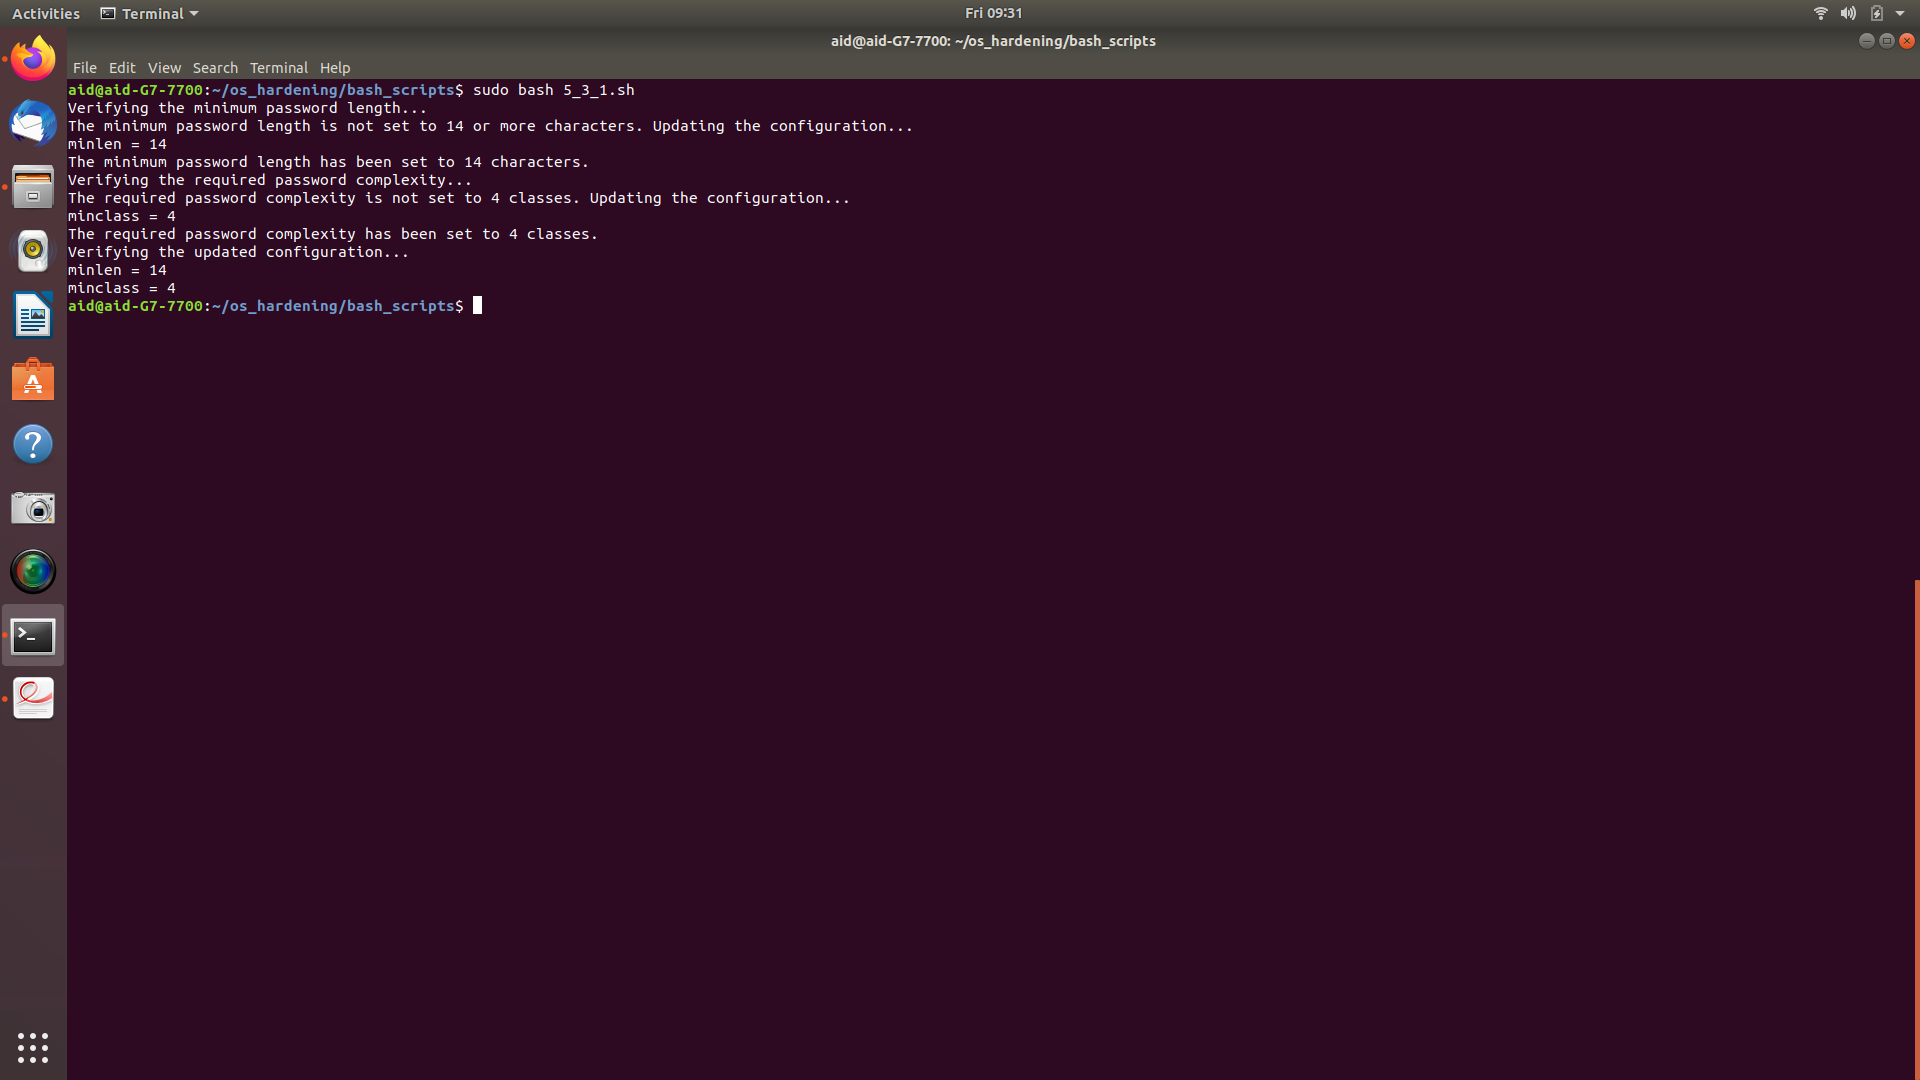 Activities Terminal Fri 09:31
aid@aid-G7-7700: ~/os_hardening/bash_scripts
File Edit View Search Terminal Help
aid@aid-G7-7700:~/os_hardening/bash_scripts$ sudo bash 5_3_1.sh
Verifying the minimum password length...
The minimum password length is not set to 14 or more characters. Updating the configuration...
minlen = 14
The minimum password length has been set to 14 characters.
Verifying the required password complexity...
The required password complexity is not set to 4 classes. Updating the configuration...
minclass = 4
The required password complexity has been set to 4 classes.
Verifying the updated configuration...
minlen = 14
minclass = 4
aid@aid-G7-7700:~/os_hardening/bash_scripts$